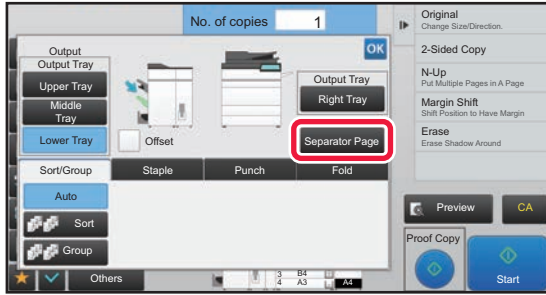 No. of copies 1
Output
OK
Output Tray
Upper Tray
Middle
Tray
Lower Tray
Offset
Output Tray
Right Tray
Separator Page
Sort/Group
Staple
Punch
Fold
Auto
Sort
Group
Others
3 B4
4 A3
A4
Original
Change Size/Direction.
2-Sided Copy
N-Up
Put Multiple Pages in A Page
Margin Shift
Shift Position to Have Margin
Erase
Erase Shadow Around
Preview
CA
Proof Copy
Start